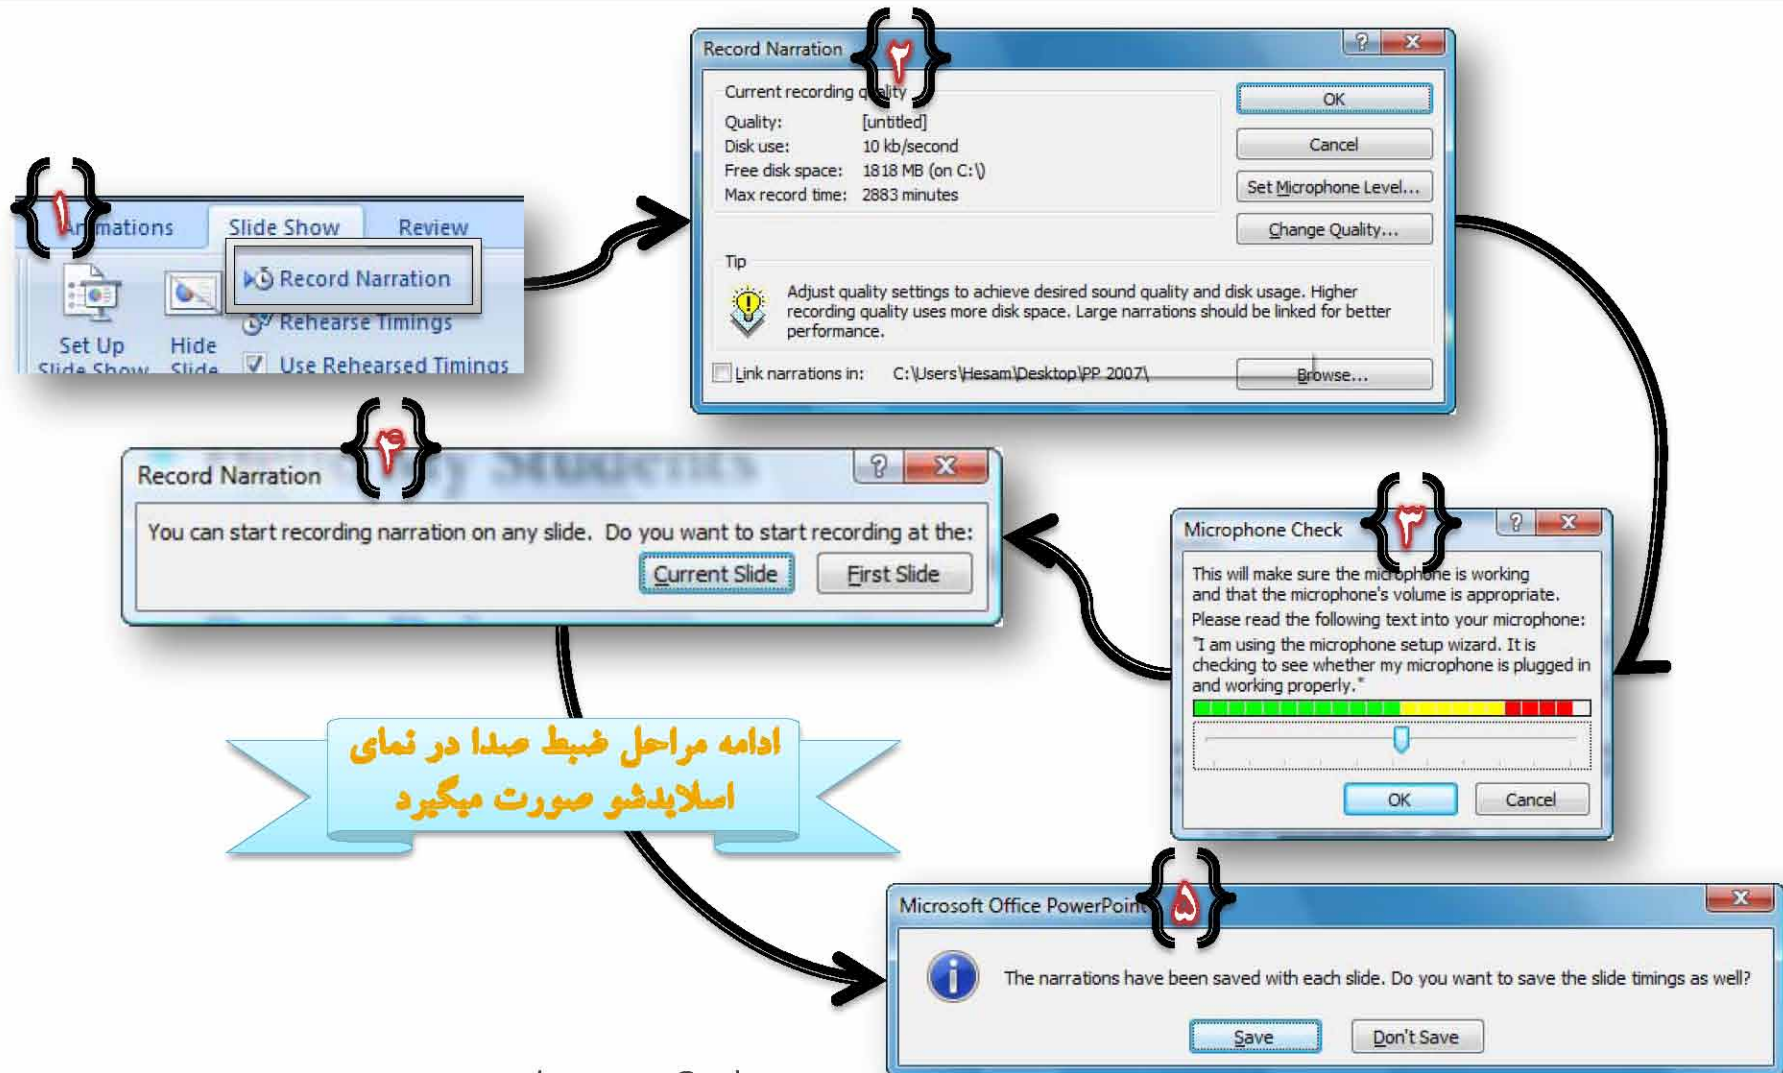 ۱
Animations Slide Show Review
Record Narration
Rehearse Timings
Use Rehearsed Timings
Set Up
Slide Show
Hide
Slide
۲
Record Narration
Current recording quality
Quality: [untitled]
Disk use: 10 kb/second
Free disk space: 1818 MB (on C:\)
Max record time: 2883 minutes
OK
Cancel
Set Microphone Level...
Change Quality...
Tip
Adjust quality settings to achieve desired sound quality and disk usage. Higher
recording quality uses more disk space. Large narrations should be linked for better
performance.
Link narrations in: C:\Users\Hesam\Desktop\PP 2007\
Browse...
۳
Microphone Check
This will make sure the microphone is working
and that the microphone's volume is appropriate.
Please read the following text into your microphone:
"I am using the microphone setup wizard. It is
checking to see whether my microphone is plugged in
and working properly."
OK Cancel
۴
Students
Record Narration
You can start recording narration on any slide. Do you want to start recording at the:
Current Slide First Slide
ادامه مراحل ضبط صدا در نمای
اسلایدشو صورت میگیرد
۵
Microsoft Office PowerPoint
The narrations have been saved with each slide. Do you want to save the slide timings as well?
Save Don't Save